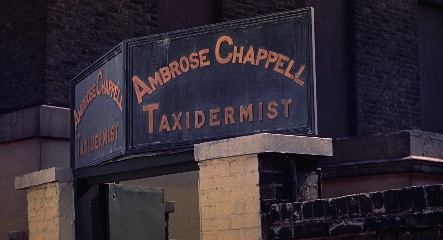 Ambrose Chappell
Taxidermist
Ambrose Chappell
Taxidermist